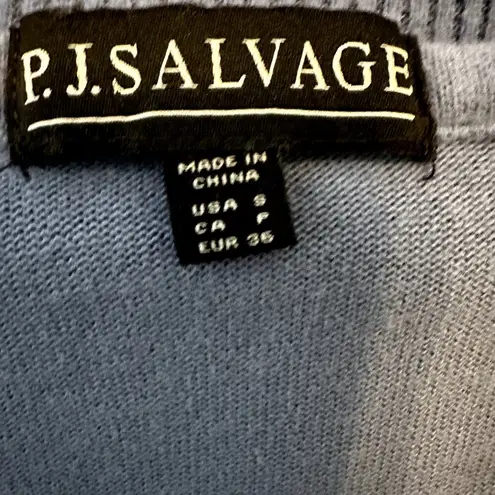 P.J.SALVAGE
MADE IN
CHINA
USA S
CA P
EUR 36